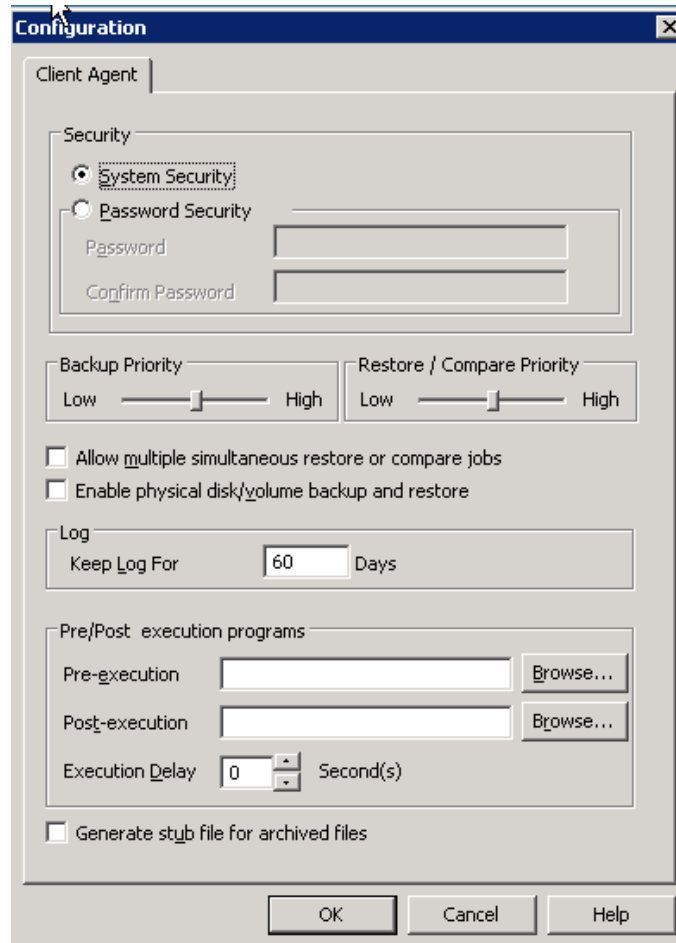 Configuration
Client Agent
Security
System Security
Password Security
Password
Confirm Password
Backup Priority
Low High
Restore / Compare Priority
Low High
Allow multiple simultaneous restore or compare jobs
Enable physical disk/volume backup and restore
Log
Keep Log For 60 Days
Pre/Post execution programs
Pre-execution Browse...
Post-execution Browse...
Execution Delay 0 Second(s)
Generate stub file for archived files
OK Cancel Help